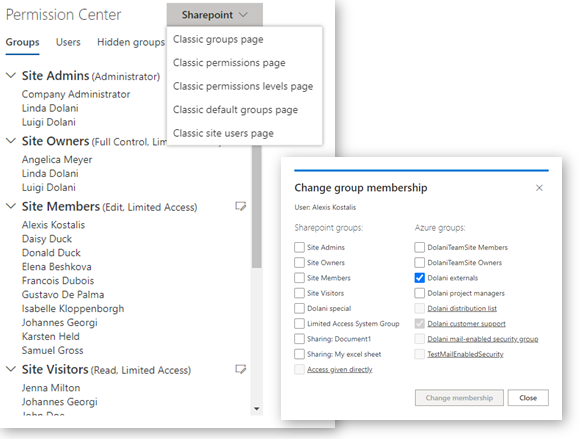 Permission Center
Sharepoint
Groups Users Hidden groups
Classic groups page
Classic permissions page
Classic permissions levels page
Classic default groups page
Classic site users page
Site Admins (Administrator)
Company Administrator
Linda Dolani
Luigi Dolani
Site Owners (Full Control, Lim
Angelica Meyer
Linda Dolani
Luigi Dolani
Site Members (Edit, Limited Access)
Alexis Kostalis
Daisy Duck
Donald Duck
Elena Beshkova
Francois Dubois
Gustavo De Palma
Isabelle Kloppenborgh
Johannes Georgi
Karsten Held
Samuel Gross
Site Visitors (Read, Limited Access)
Jenna Milton
Johannes Georgi
John Doe
Change group membership
User: Alexis Kostalis
Sharepoint groups:
Site Admins
Site Owners
Site Members
Site Visitors
Dolani special
Limited Access System Group
Sharing: Document1
Sharing: My excel sheet
Access given directly
Azure groups:
DolaniTeamSite Members
DolaniTeamSite Owners
Dolani externals
Dolani project managers
Dolani distribution list
Dolani customer support
Dolani mail-enabled security group
TestMailEnabledSecurity
Change membership Close